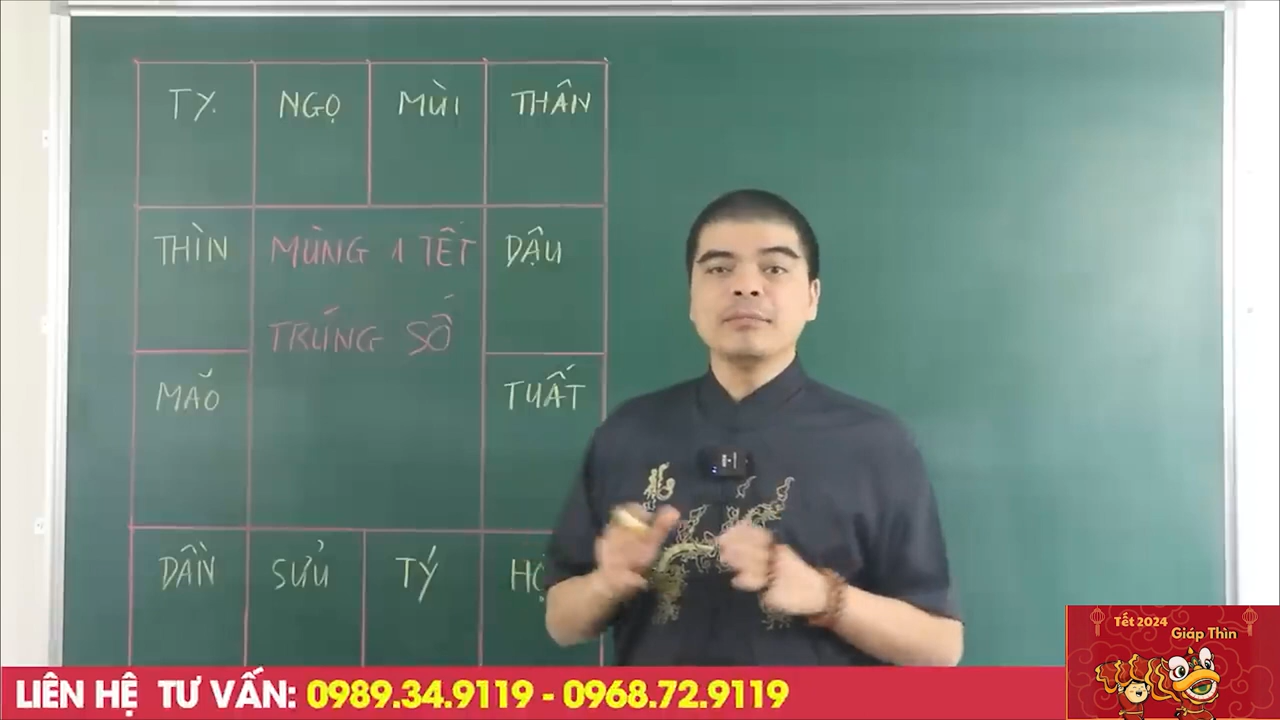 TỴ NGỌ MÙI THÂN
THÌN MÙNG 1 TẾT DẬU
TRÚNG SỐ
MÃO TUẤT
DẦN SỬU TÝ
LIÊN HỆ TƯ VẤN: 0989.34.9119 - 0968.72.9119
Tết 2024
Giáp Thìn